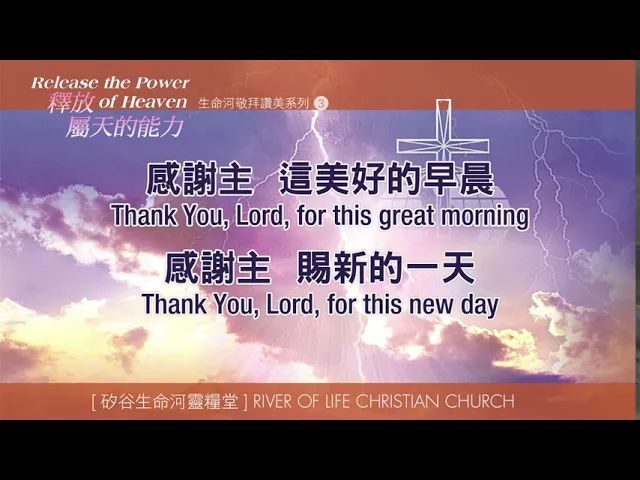 Release the Power
釋放 of Heaven 生命河敬拜讚美系列 3
屬天的能力
感謝主 這美好的早晨
Thank You, Lord, for this great morning
感謝主 賜新的一天
Thank You, Lord, for this new day
[ 矽谷生命河靈糧堂 ] RIVER OF LIFE CHRISTIAN CHURCH